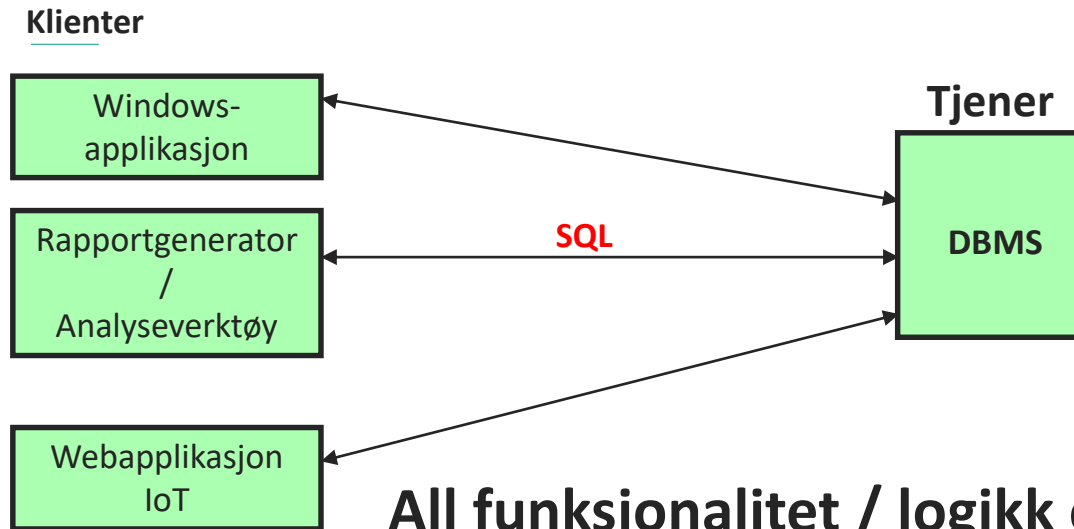 Klienter
Windows-
applikasjon
Tjener
Rapportgenerator
/
Analyseverktøy
SQL
DBMS
Webapplikasjon
IoT
All funksjonalitet / logikk